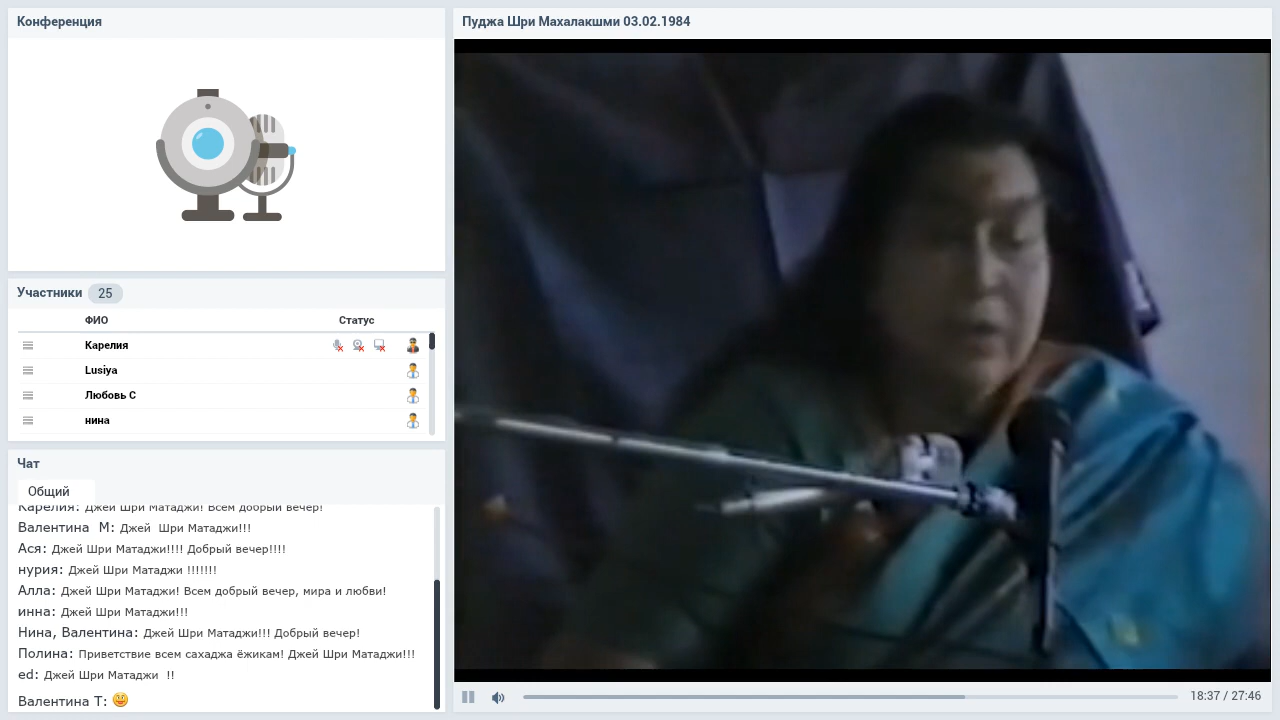 Конференция
Пуджа Шри Махалакшми 03.02.1984
Участники 25
ФИО Статус
Карелия
Lusiya
Любовь С
нина
Чат
Общий
Карелия: Джей Шри Матаджи! Всем добрый вечер!
Валентина  М: Джей  Шри Матаджи!!!
Ася: Джей Шри Матаджи!!!! Добрый вечер!!!!
нурия: Джей Шри Матаджи !!!!!!!
Алла: Джей Шри Матаджи! Всем добрый вечер, мира и любви!
инна: Джей Шри Матаджи!!!
Нина, Валентина: Джей Шри Матаджи!!! Добрый вечер!
Полина: Приветствие всем сахаджа ёжикам! Джей Шри Матаджи!!!
ed: Джей Шри Матаджи  !!
Валентина Т:
18:37 / 27:46